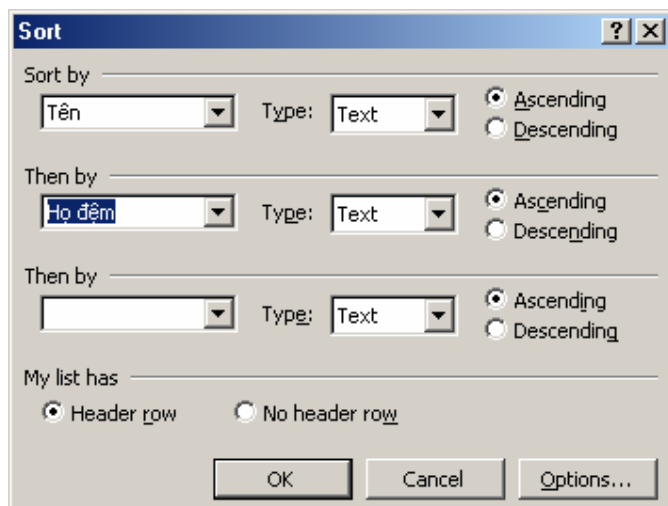 Sort
Sort by
Tên Type: Text Ascending
Descending
Then by
Họ đệm Type: Text Ascending
Descending
Then by
Type: Text Ascending
Descending
My list has
Header row No header row
OK Cancel Options...